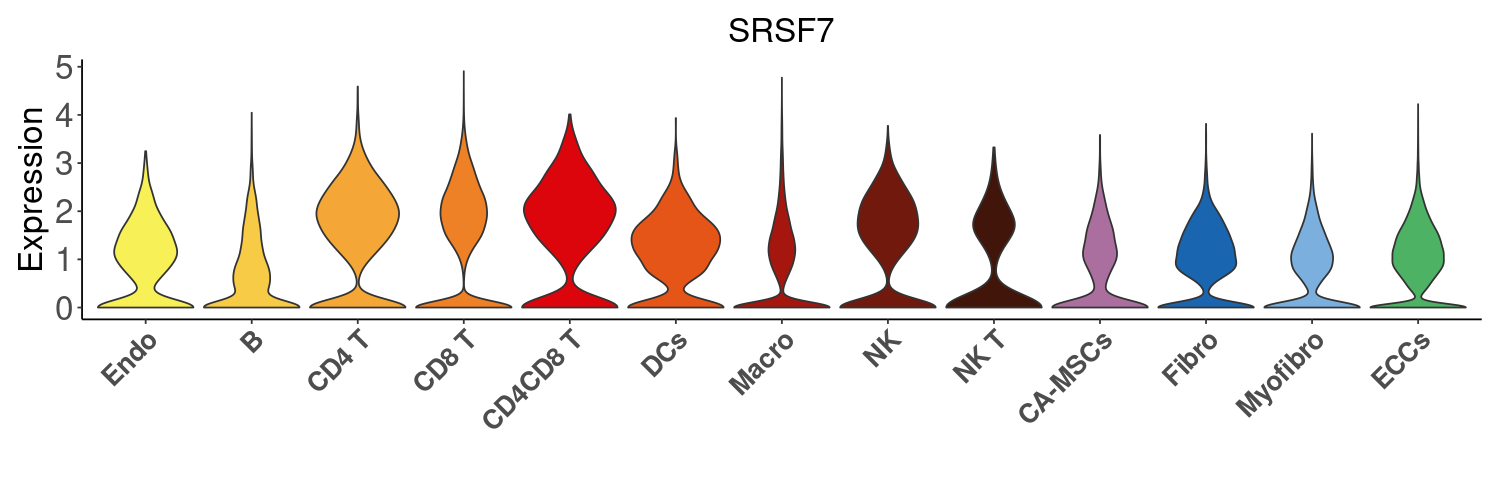 SRSF7
Expression
5
4
3
2
1
0
Endo
B
CD4 T
CD8 T
CD4CD8 T
DCs
Macro
NK
NK T
CA-MSCs
Fibro
Myofibro
ECCs